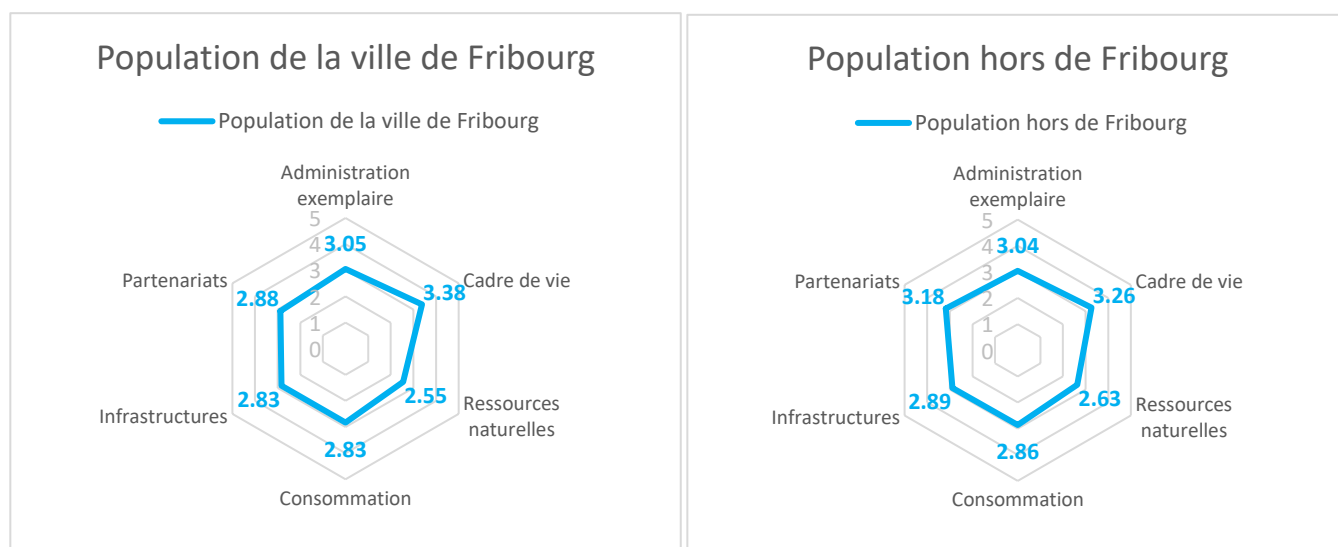 Population de la ville de Fribourg
Population de la ville de Fribourg
Administration
exemplaire
5
4
3
2
1
0
3.05
Cadre de vie
3.38
Ressources
naturelles
2.55
Consommation
2.83
Infrastructures
2.83
Partenariats
2.88
Population hors de Fribourg
Population hors de Fribourg
Administration
exemplaire
5
4
3
2
1
0
3.04
Cadre de vie
3.26
Ressources
naturelles
2.63
Consommation
2.86
Infrastructures
2.89
Partenariats
3.18